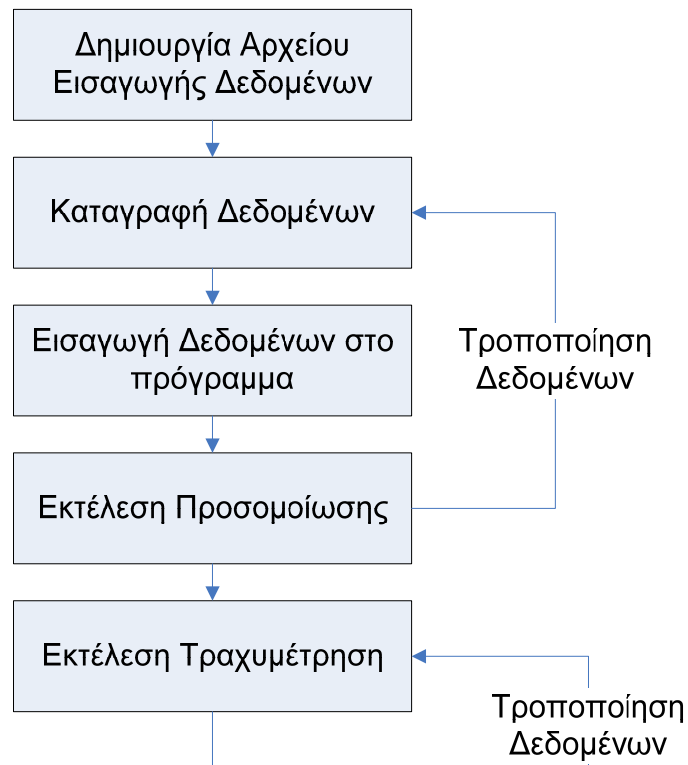 Δημιουργία Αρχείου
Εισαγωγής Δεδομένων
Καταγραφή Δεδομένων
Εισαγωγή Δεδομένων στο
πρόγραμμα
Τροποποίηση
Δεδομένων
Εκτέλεση Προσομοίωσης
Εκτέλεση Τραχυμέτρηση
Τροποποίηση
Δεδομένων